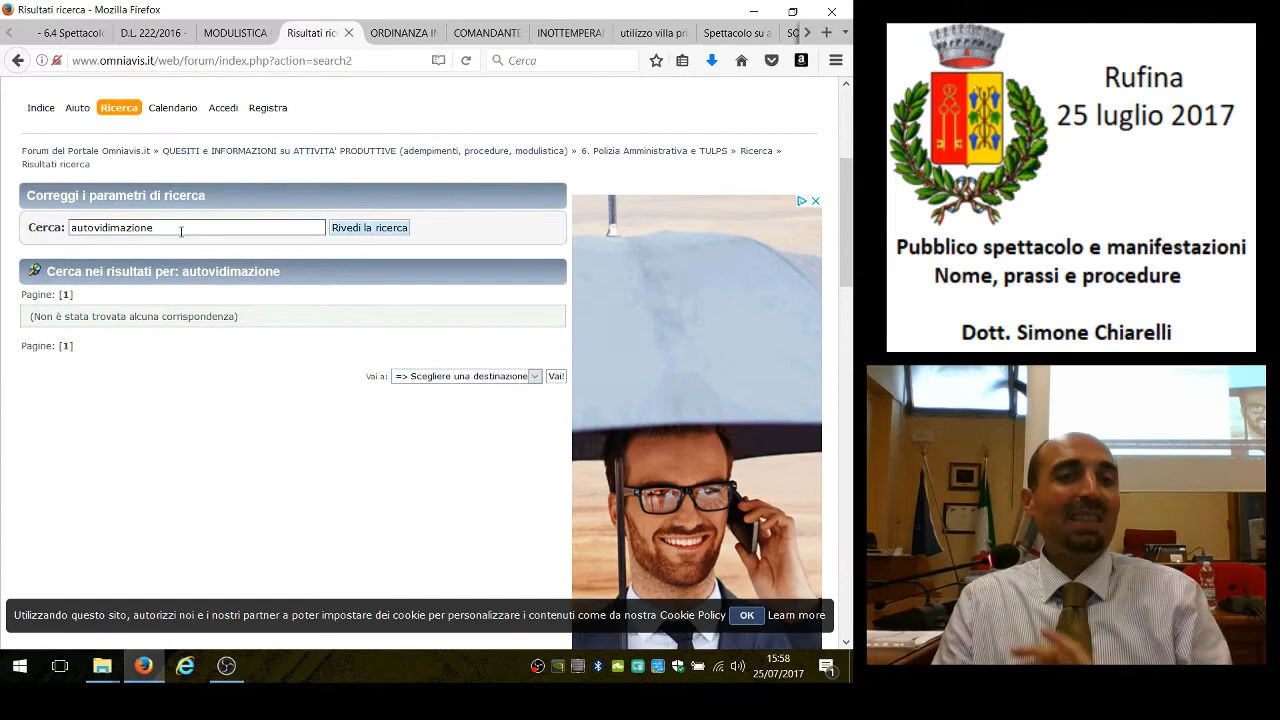 Risultati ricerca - Mozilla Firefox
- 6.4 Spettacolo
D.L. 222/2016 -
MODULISTICA
Risultati ric
ORDINANZA IN
COMANDANTE
INOTTEMPERA
utilizzo villa pri
Spettacolo su a
SO
www.omniavis.it/web/forum/index.php?action=search2
Cerca
Indice
Aiuto
Ricerca
Calendario
Accedi
Registra
Forum del Portale Omniavis.it » QUESITI e INFORMAZIONI - ATTIVITA' PRODUTTIVE (adempimenti, procedure, modulistica) » 6. Polizia Amministrativa e TULPS » Ricerca »
Risultati ricerca
Correggi i parametri di ricerca
Cerca: autovidimazione Rivedi la ricerca
Cerca nei risultati per: autovidimazione
Pagine: [1]
(Non è stata trovata alcuna corrispondenza)
Pagine: [1]
Vai a: => Scegliere una destinazione Vai!
Utilizzando questo sito, autorizzi noi e i nostri partner a poter impostare dei cookie per personalizzare i contenuti come da nostra Cookie Policy OK Learn more
15:58
25/07/2017
1
Rufina
25 luglio 2017
Pubblico spettacolo e manifestazioni
Nome, prassi e procedure
Dott. Simone Chiarelli